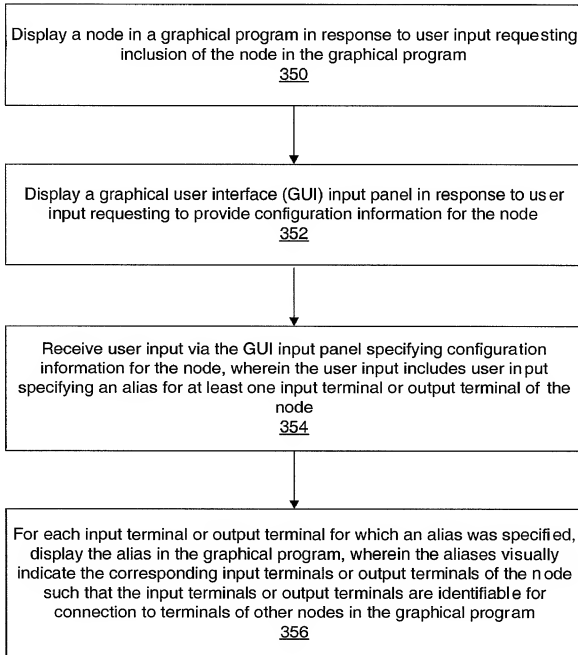 Display a node in a graphical program in response to user input requesting
inclusion of the node in the graphical program
350
Display a graphical user interface (GUI) input panel in response to user
input requesting to provide configuration information for the node
352
Receive user input via the GUI input panel specifying configuration
information for the node, wherein the user input includes user input
specifying an alias for at least one input terminal or output terminal of the
node
354
For each input terminal or output terminal for which an alias was specified,
display the alias in the graphical program, wherein the aliases visually
indicate the corresponding input terminals or output terminals of the node
such that the input terminals or output terminals are identifiable for
connection to terminals of other nodes in the graphical program
356